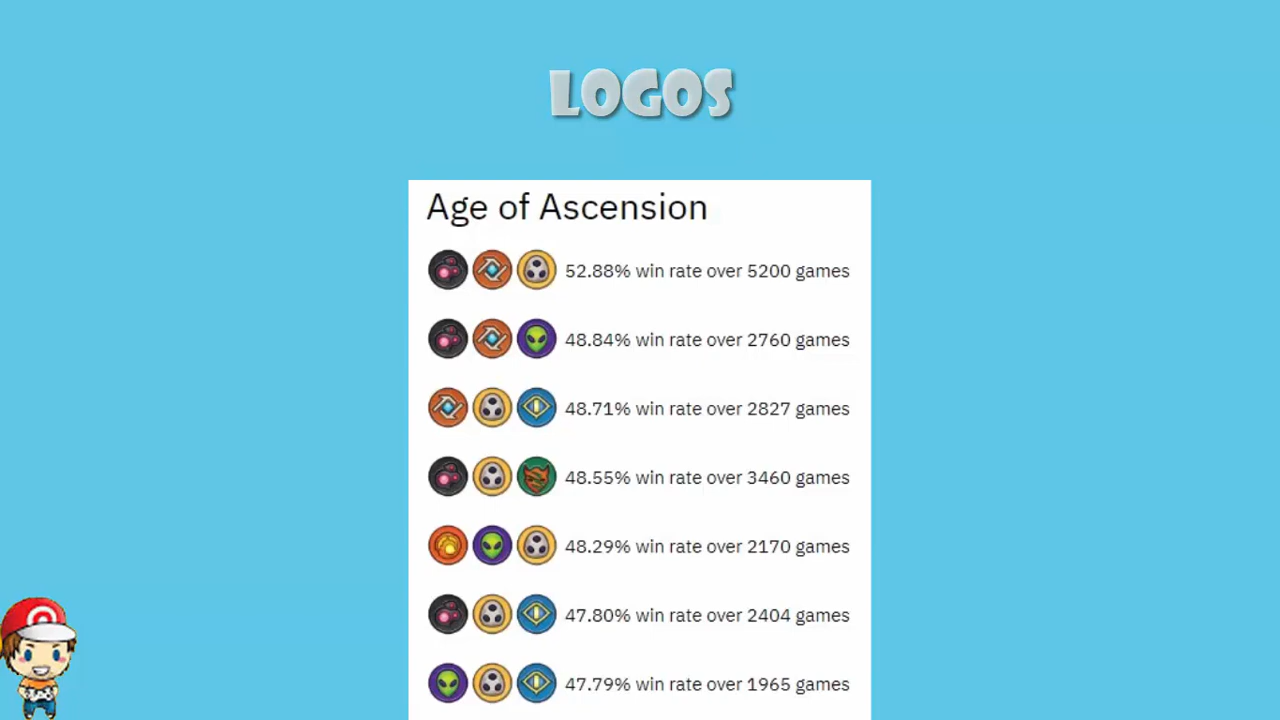 LOGOS
Age of Ascension
52.88% win rate over 5200 games
48.84% win rate over 2760 games
48.71% win rate over 2827 games
48.55% win rate over 3460 games
48.29% win rate over 2170 games
47.80% win rate over 2404 games
47.79% win rate over 1965 games